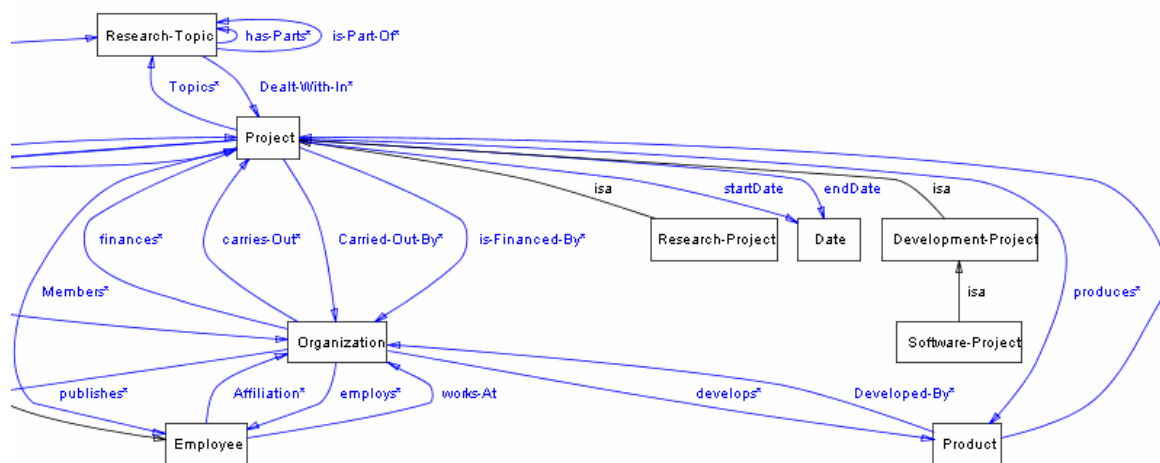 Research-Topic
has-Parts*
is-Part-Of*
Topics*
Dealt-With-In*
Project
isa
startDate
endDate
isa
finances*
carries-Out*
Carried-Out-By*
is-Financed-By*
Research-Project
Date
Development-Project
Members*
isa
produces*
Organization
Software-Project
publishes*
Affiliation*
employs*
works-At
develops*
Developed-By*
Employee
Product